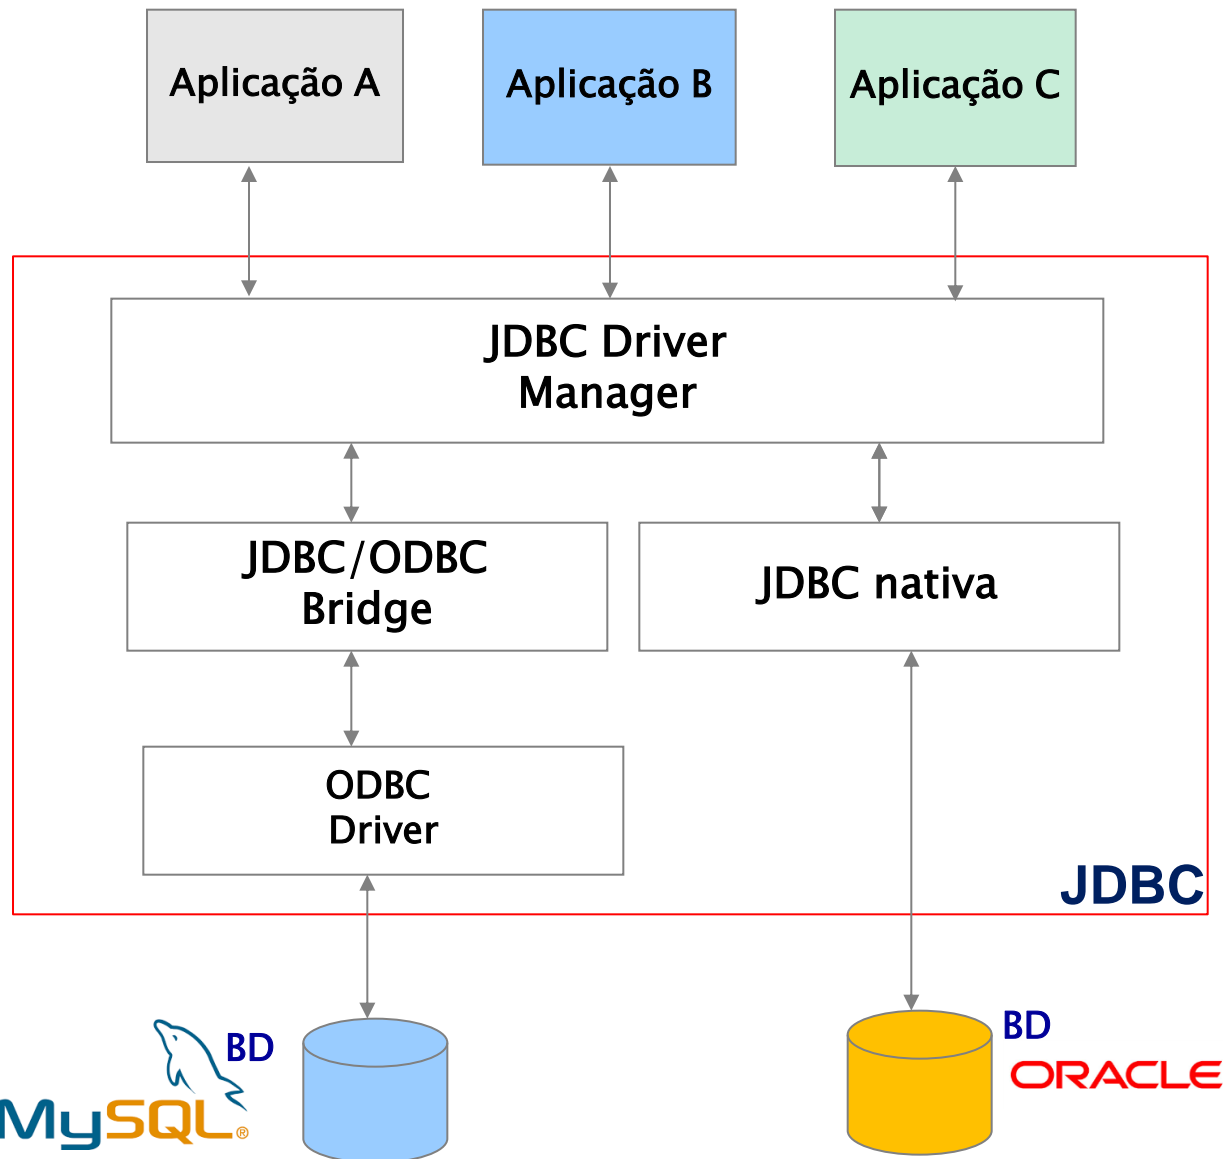 Aplicação A
Aplicação B
Aplicação C
JDBC Driver
Manager
JDBC/ODBC
Bridge
JDBC nativa
ODBC
Driver
JDBC
BD
MySQL®
BD
ORACLE